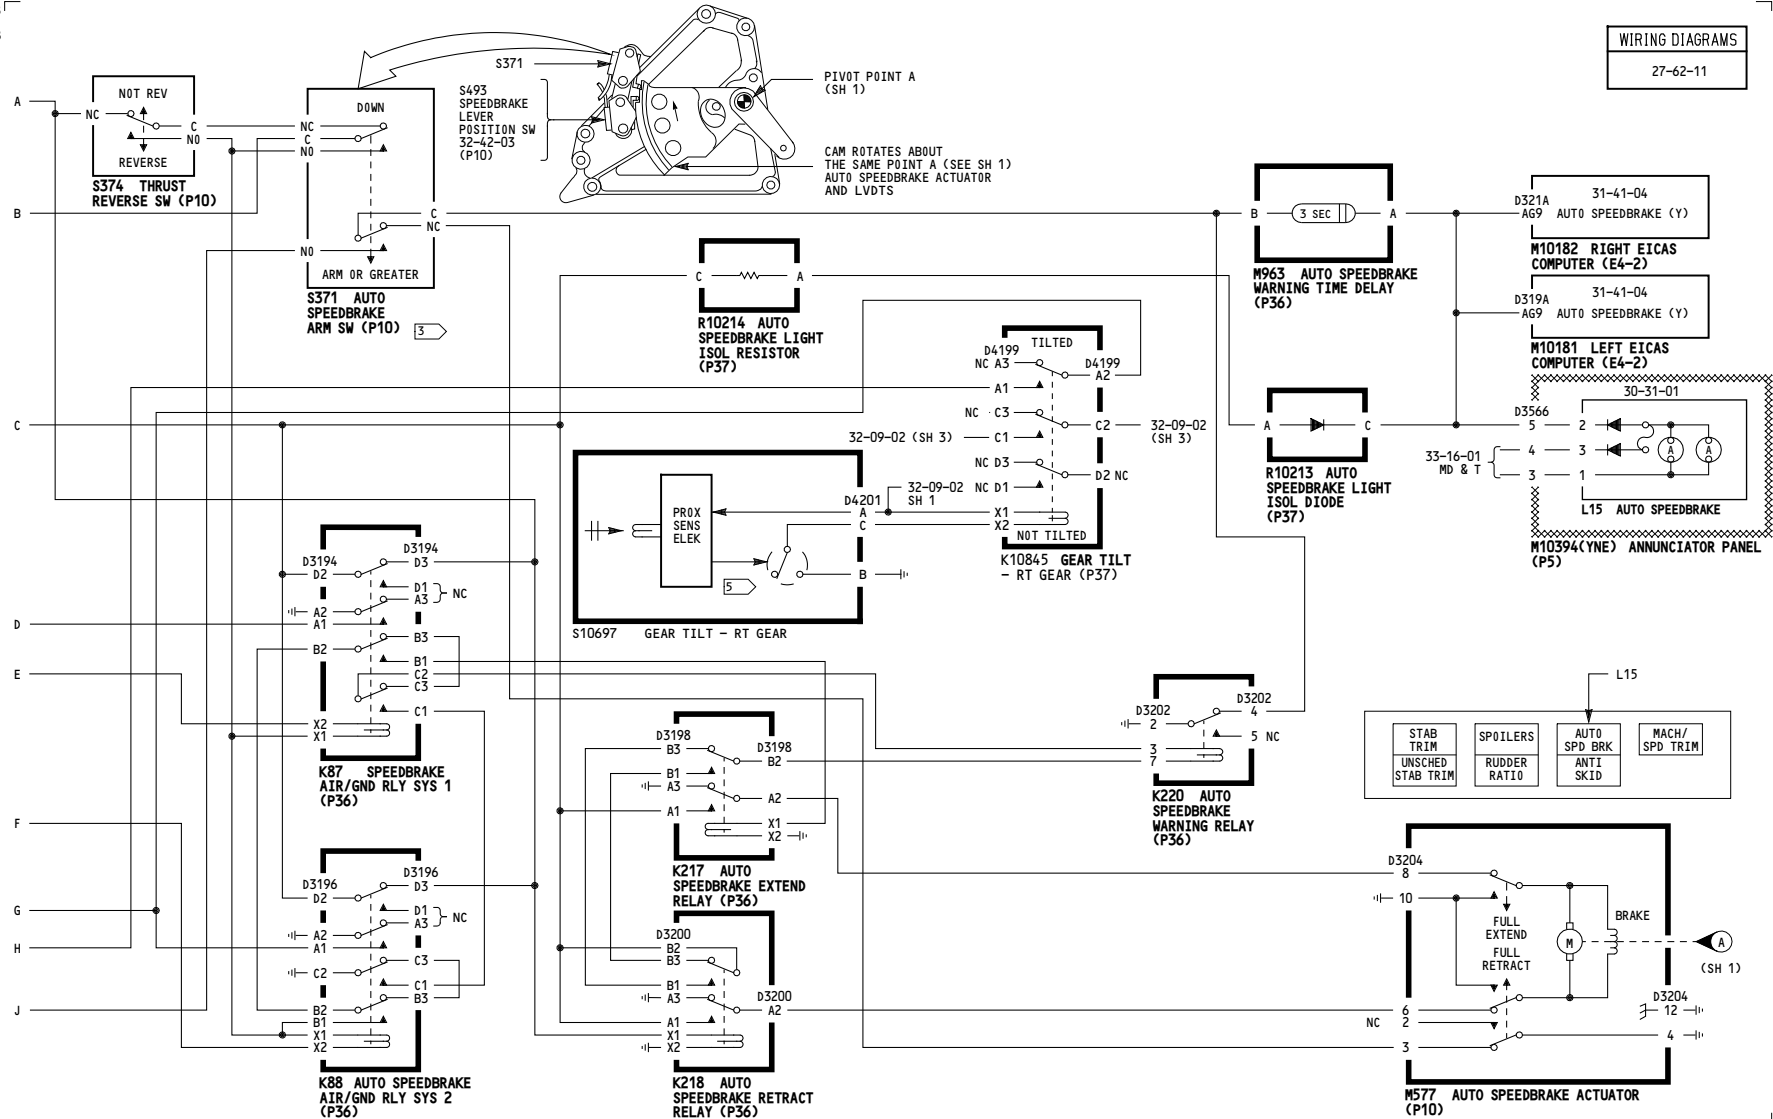 WIRING DIAGRAMS
27-62-11
A
B
C
D
E
F
G
H
J
NOT REV
NC
C
NO
REVERSE
S374 THRUST
REVERSE SW (P10)
DOWN
NC
C
NO
C
NC
NO
ARM OR GREATER
S371 AUTO
SPEEDBRAKE
ARM SW (P10)
3
S371
S493
SPEEDBRAKE
LEVER
POSITION SW
32-42-03
(P10)
PIVOT POINT A
(SH 1)
CAM ROTATES ABOUT
THE SAME POINT A (SEE SH 1)
AUTO SPEEDBRAKE ACTUATOR
AND LVDTS
C
A
R10214 AUTO
SPEEDBRAKE LIGHT
ISOL RESISTOR
(P37)
B
3 SEC
A
M963 AUTO SPEEDBRAKE
WARNING TIME DELAY
(P36)
D321A
AG9
31-41-04
AUTO SPEEDBRAKE (Y)
M10182 RIGHT EICAS
COMPUTER (E4-2)
D319A
AG9
31-41-04
AUTO SPEEDBRAKE (Y)
M10181 LEFT EICAS
COMPUTER (E4-2)
30-31-01
D3566
5 2
4 3
3 1
33-16-01
MD & T
A
A
L15 AUTO SPEEDBRAKE
M10394(YNE) ANNUNCIATOR PANEL
(P5)
A
C
R10213 AUTO
SPEEDBRAKE LIGHT
ISOL DIODE
(P37)
TILTED
D4199
NC A3
D4199
A2
A1
NC C3
C2
32-09-02
(SH 3)
32-09-02 (SH 3)
C1
NC D3
D2 NC
NC D1
X1
X2
NOT TILTED
K10845 GEAR TILT
- RT GEAR (P37)
32-09-02
SH 1
D4201
A
C
B
PROX
SENS
ELEK
5
S10697 GEAR TILT - RT GEAR
D3194
D2
D3194
D3
D1
A3
NC
A2
A1
B3
B2
B1
C2
C3
C1
X2
X1
K87 SPEEDBRAKE
AIR/GND RLY SYS 1
(P36)
D3196
D2
D3196
D3
D1
A3
NC
A2
A1
C3
C2
C1
B3
B2
B1
X1
X2
K88 AUTO SPEEDBRAKE
AIR/GND RLY SYS 2
(P36)
D3198
B3
D3198
B2
B1
A3
A2
A1
X1
X2
K217 AUTO
SPEEDBRAKE EXTEND
RELAY (P36)
D3200
B2
B3
B1
A3
D3200
A2
A1
X1
X2
K218 AUTO
SPEEDBRAKE RETRACT
RELAY (P36)
D3202
2
D3202
4
5 NC
3
7
K220 AUTO
SPEEDBRAKE
WARNING RELAY
(P36)
L15
STAB
TRIM
UNSCHED
STAB TRIM
SPOILERS
RUDDER
RATIO
AUTO
SPD BRK
ANTI
SKID
MACH/
SPD TRIM
D3204
8
10
FULL
EXTEND
FULL
RETRACT
BRAKE
M
A
(SH 1)
6
NC 2
3
D3204
12
4
M577 AUTO SPEEDBRAKE ACTUATOR
(P10)